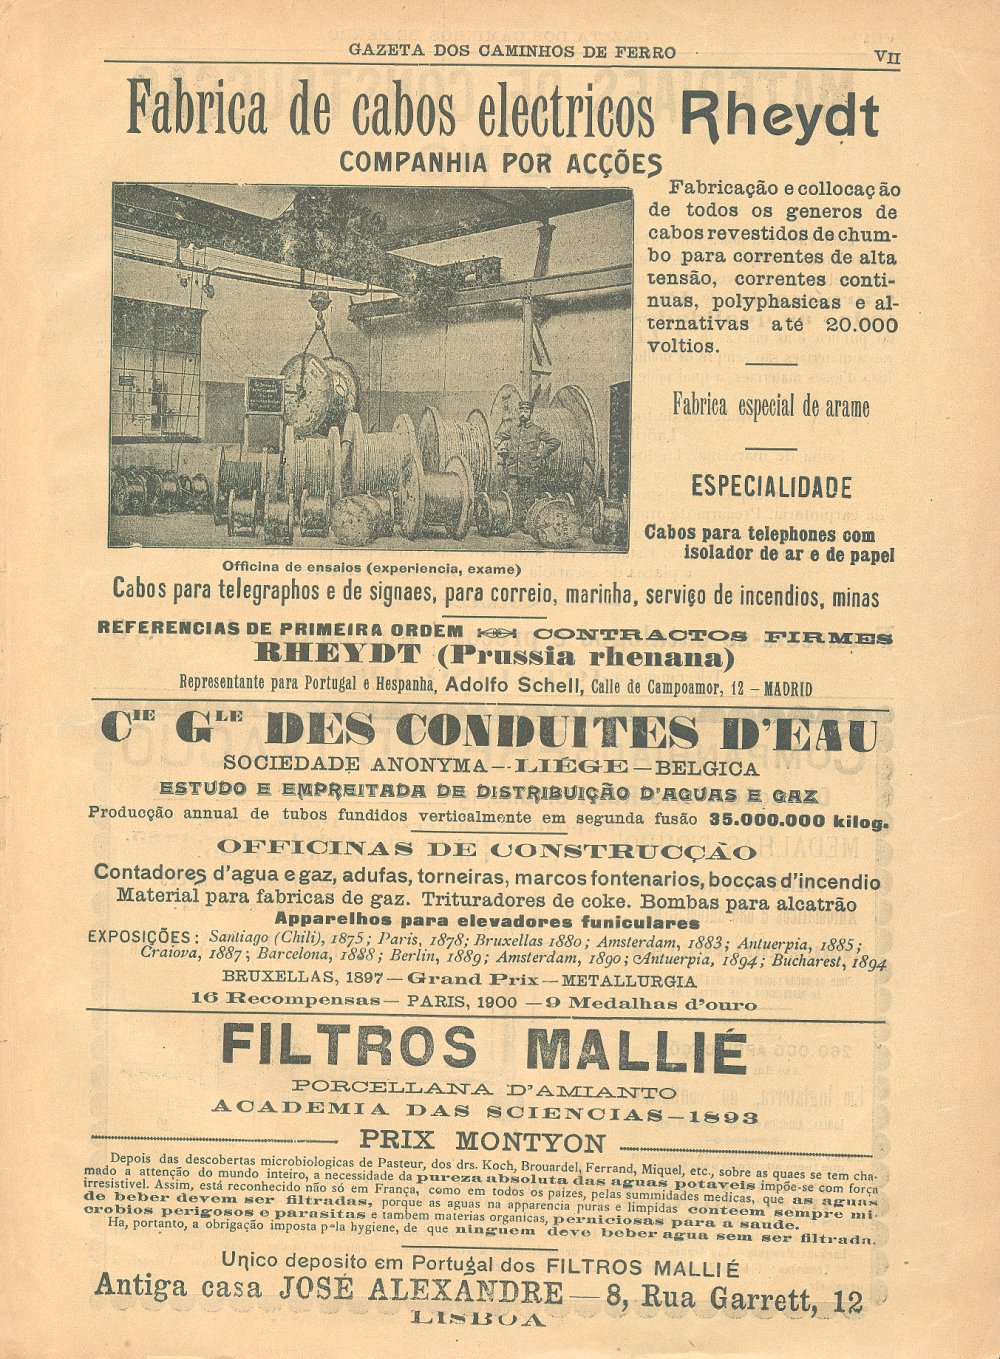 GAZETA DOS CAMINHOS DE FERRO
VII
Fabrica de cabos electricos Rheydt
COMPANHIA POR ACÇÕES
Fabricação e collocação
de todos os generos de
cabos revestidos de chum-
bo para correntes de alta
tensão, correntes conti-
nuas, polyphasicas e al-
ternativas até 20.000
voltios.
Fabrica especial de arame
ESPECIALIDADE
Cabos para telephones com
isolador de ar e de papel
Officina de ensaios (experiencia, exame)
Cabos para telegraphos e de signaes, para correio, marinha, serviço de incendios, minas
REFERENCIAS DE PRIMEIRA ORDEM CONTRACTOS FIRMES
RHEYDT (Prussia rhenana)
Representante para Portugal e Hespanha, Adolfo Schell, Calle de Campoamor, 12 – MADRID
CIE GLE DES CONDUITES D'EAU
SOCIEDADE ANONYMA--LIÉGE—BELGICA
ESTUDO E EMPREITADA DE DISTRIBUIÇÃO D'AGUAS E GAZ
Producção annual de tubos fundidos verticalmente em segunda fusão 35.000.000 kilog.
OFFICINAS DE CONSTRUCÇÃO
Contadores d'agua e gaz, adufas, torneiras, marcos fontenarios, boccas d'incendio
Material para fabricas de gaz. Trituradores de coke. Bombas para alcatrão
Apparelhos para elevadores funiculares
EXPOSIÇÕES: Santiago (Chili), 1875; Paris, 1878; Bruxellas 1880; Amsterdam, 1883; Antuerpia, 1885;
Craiova, 1887; Barcelona, 1888; Berlin, 1889; Amsterdam, 1890; Antuerpia, 1894; Bucharest, 1894
BRUXELLAS, 1897—Grand Prix—METALLURGIA
16 Recompensas— PARIS, 1900 —9 Medalhas d'ouro
FILTROS MALLIÉ
PORCELLANA D'AMIANTO
ACADEMIA DAS SCIENCIAS—1893
PRIX MONTYON
Depois das descobertas microbiologicas de Pasteur, dos drs. Koch, Brouardel, Ferrand, Miquel, etc., sobre as quaes se tem cha-
mado a attenção do mundo inteiro, a necessidade da pureza absoluta das aguas potaveis impõe-se com força
irresistivel. Assim, está reconhecido não só em França, como em todos os paizes, pelas summidades medicas, que as aguas
de beber devem ser filtradas, porque as aguas na apparencia puras e limpidas conteem sempre mi-
crobios perigosos e parasitas e tambem materias organicas, perniciosas para a saude.
Ha, portanto, a obrigação imposta pela hygiene, de que ninguem deve beber agua sem ser filtrada.
Unico deposito em Portugal dos FILTROS MALLIÉ
Antiga casa JOSÉ ALEXANDRE — 8, Rua Garrett, 12
LISBOA